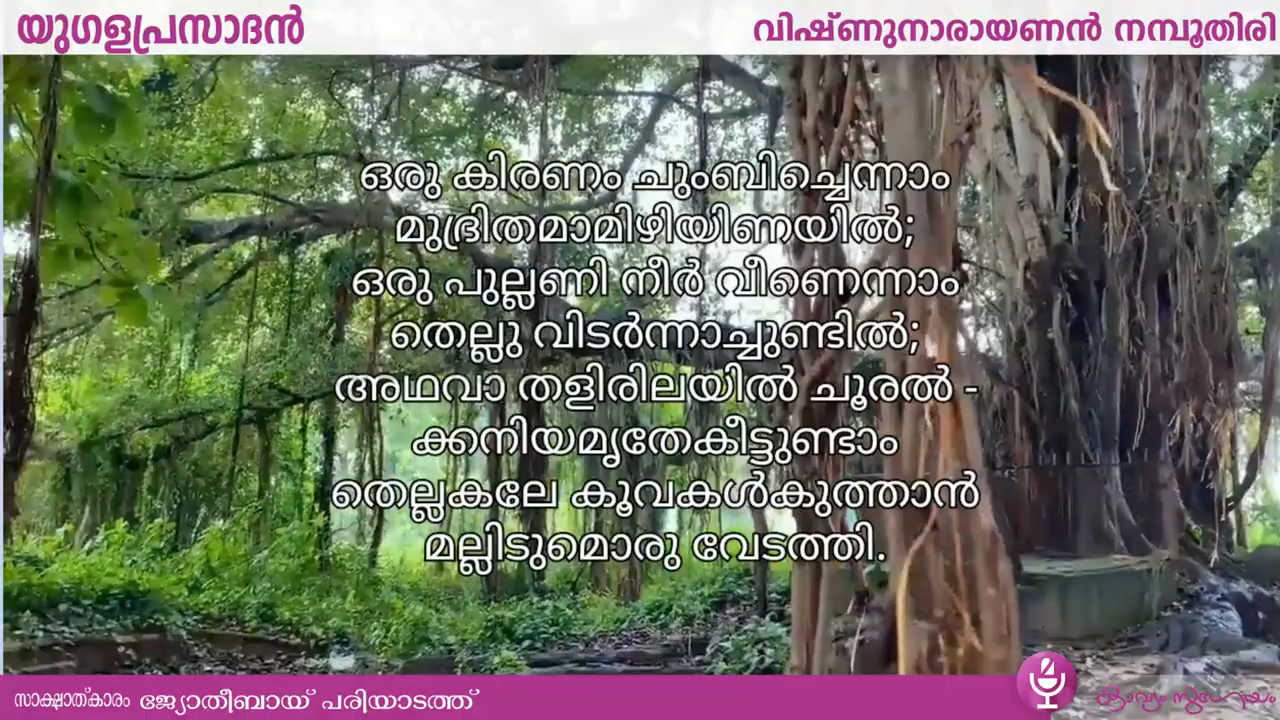 യുഗളപ്രസാദൻ
വിഷ്ണുനാരായണൻ നമ്പൂതിരി
ഒരു കിരണം ചുംബിച്ചെന്നാം
മുദ്രിതമാമിഴിയിണയിൽ;
ഒരു പുല്ലണി നീർ വീണെന്നാം
തെല്ലു വിടർന്നാച്ചുണ്ടിൽ;
അഥവാ തളിരിലയിൽ ചൂരൽ -
ക്കനിയമൃതേകീട്ടുണ്ടാം
തെല്ലകലേ കൂവകൾകുത്താൻ
മല്ലിടുമൊരു വേടത്തി.
സാക്ഷാത്കാരം ജ്യോതീബായ് പരിയാടത്ത്
കാവ്യം സുഗേയം